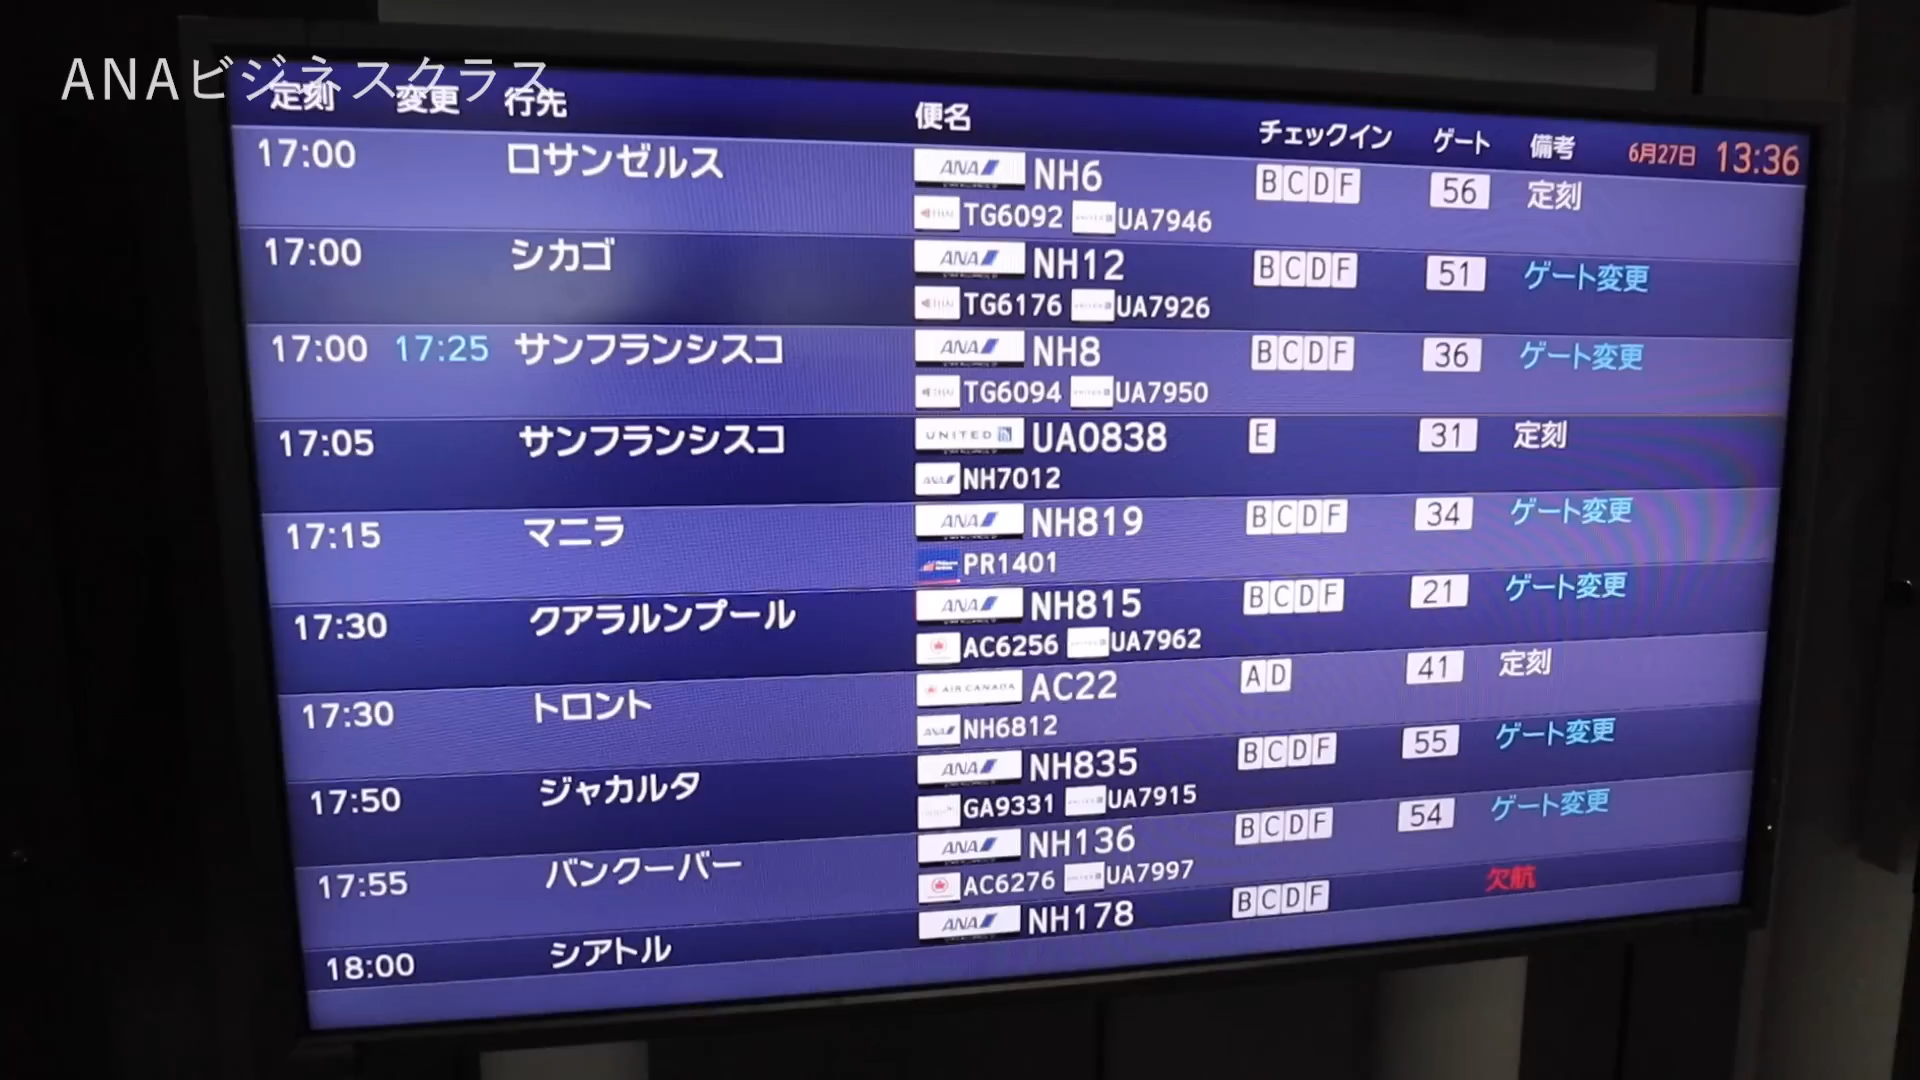 ANAビジネスクラス
定刻 変更 行先 便名 チェックイン ゲート 備考 6月27日 13:36
17:00 ロサンゼルス ANA NH6 B C D F 56 定刻
TG6092 UA7946
17:00 シカゴ ANA NH12 B C D F 51 ゲート変更
TG6176 UA7926
17:00 17:25 サンフランシスコ ANA NH8 B C D F 36 ゲート変更
TG6094 UA7950
17:05 サンフランシスコ UNITED UA0838 E 31 定刻
ANA NH7012
17:15 マニラ ANA NH819 B C D F 34 ゲート変更
PR1401
17:30 クアラルンプール ANA NH815 B C D F 21 ゲート変更
AC6256 UA7962
17:30 トロント AIR CANADA AC22 A D 41 定刻
ANA NH6812
17:50 ジャカルタ ANA NH835 B C D F 55 ゲート変更
GA9331 UA7915
17:55 バンクーバー ANA NH136 B C D F 54 ゲート変更
AC6276 UA7997
18:00 シアトル ANA NH178 B C D F 欠航